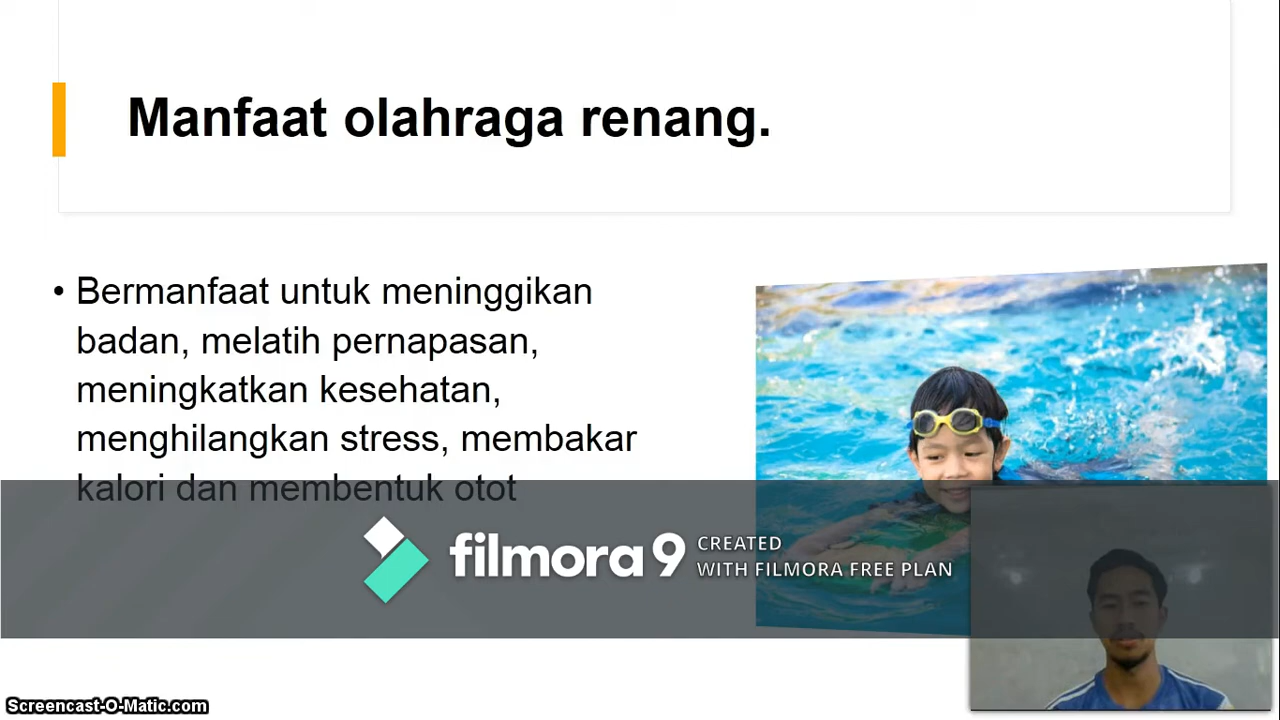 Manfaat olahraga renang.
• Bermanfaat untuk meninggikan
badan, melatih pernapasan,
meningkatkan kesehatan,
menghilangkan stress, membakar
kalori dan membentuk otot
filmora9
CREATED
WITH FILMORA FREE PLAN
Screencast-O-Matic.com